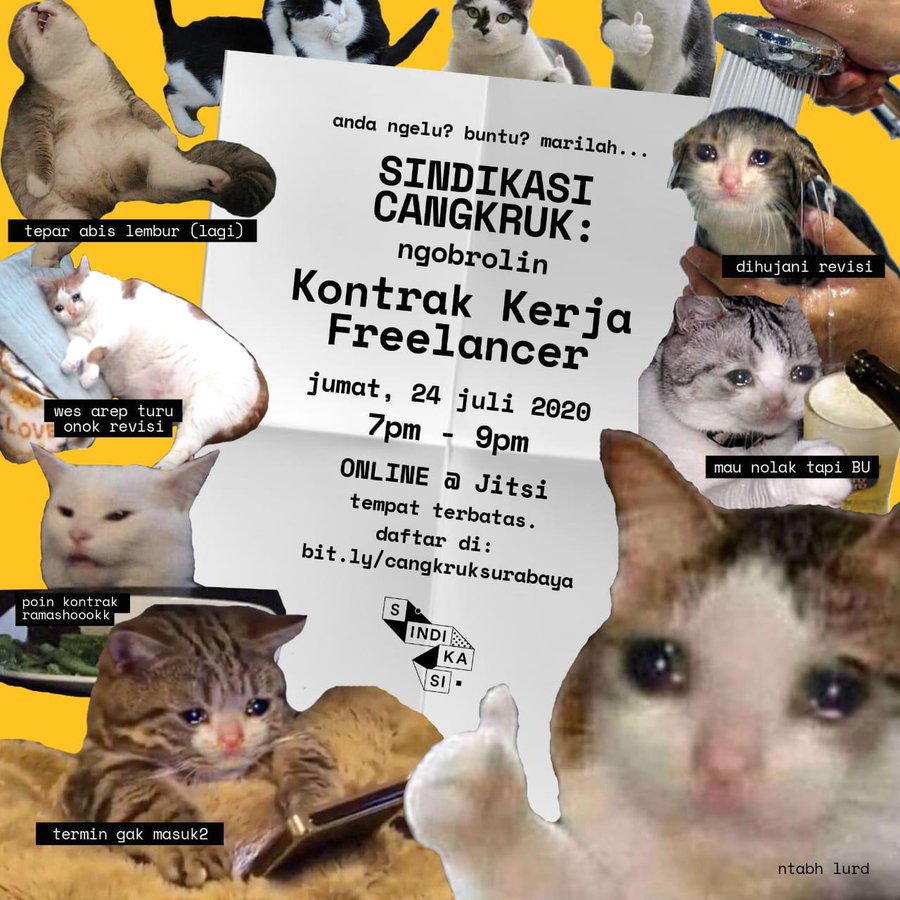 anda ngelu? buntu? marilah...
SINDIKASI
CANGKRUK:
ngobrolin
Kontrak Kerja
Freelancer
jumat, 24 juli 2020
7pm - 9pm
ONLINE @ Jitsi
tempat terbatas.
daftar di:
bit.ly/cangkruksurabaya
S
INDI
KA
SI
tepar abis lembur (lagi)
wes arep turu
onok revisi
LOVE
poin kontrak
ramashoookk
termin gak masuk2
dihujani revisi
mau nolak tapi BU
ntabh lurd